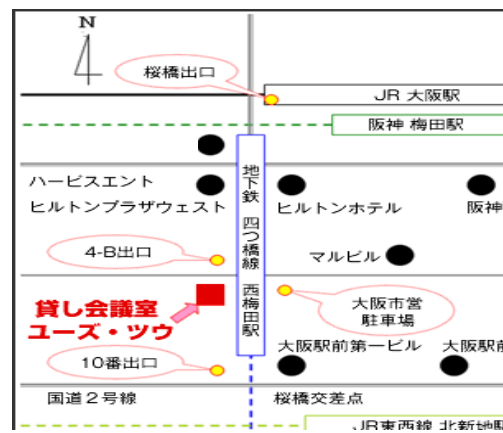 N
桜橋出口
JR 大阪駅
阪神 梅田駅
ハービスエント
ヒルトンプラザウェスト
地下鉄 四つ橋線 西梅田駅
ヒルトンホテル
阪神
4-B出口
マルビル
貸し会議室
ユーズ・ツウ
大阪市営
駐車場
10番出口
大阪駅前第一ビル
大阪駅前
国道2号線
桜橋交差点
JR東西線 北新地駅